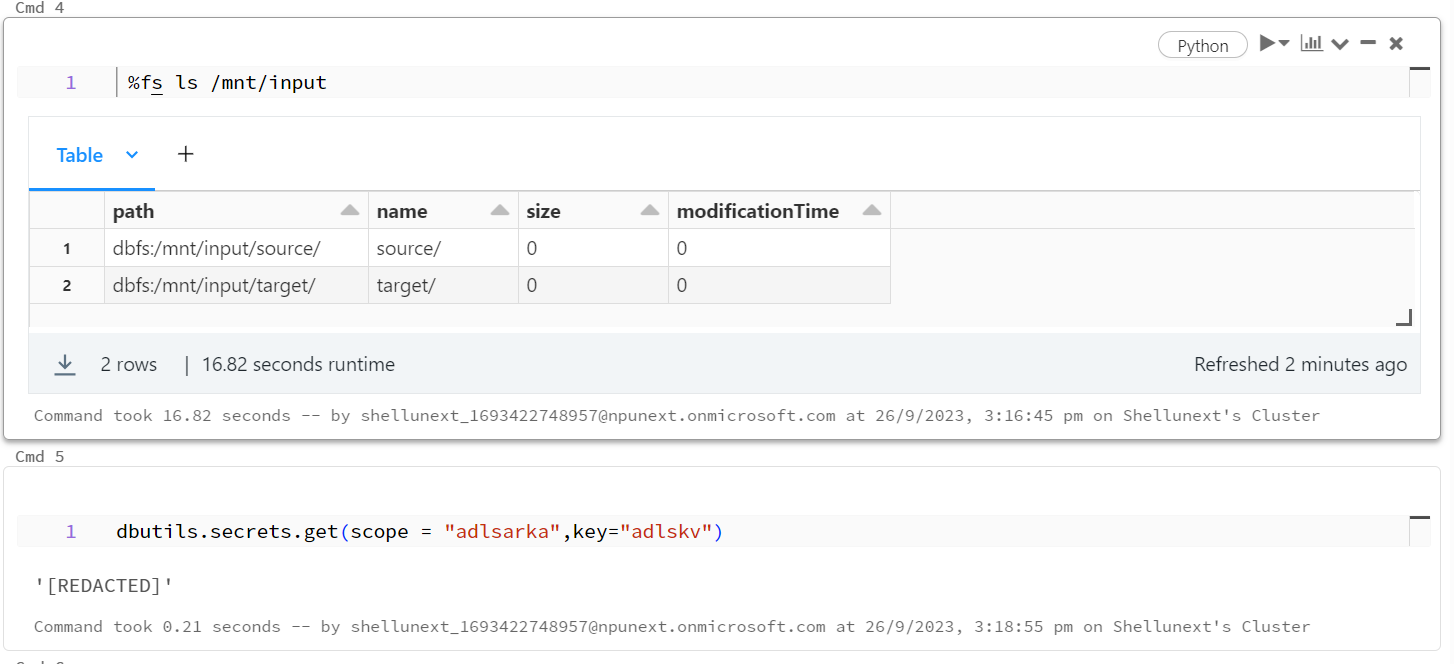 Cmd 4
Python
1 %fs ls /mnt/input
Table
path name size modificationTime
1 dbfs:/mnt/input/source/ source/ 0 0
2 dbfs:/mnt/input/target/ target/ 0 0
2 rows | 16.82 seconds runtime Refreshed 2 minutes ago
Command took 16.82 seconds -- by shellunext_1693422748957@npunext.onmicrosoft.com at 26/9/2023, 3:16:45 pm on Shellunext's Cluster
Cmd 5
1 dbutils.secrets.get(scope = "adlsarka",key="adlskv")
'[REDACTED]'
Command took 0.21 seconds -- by shellunext_1693422748957@npunext.onmicrosoft.com at 26/9/2023, 3:18:55 pm on Shellunext's Cluster